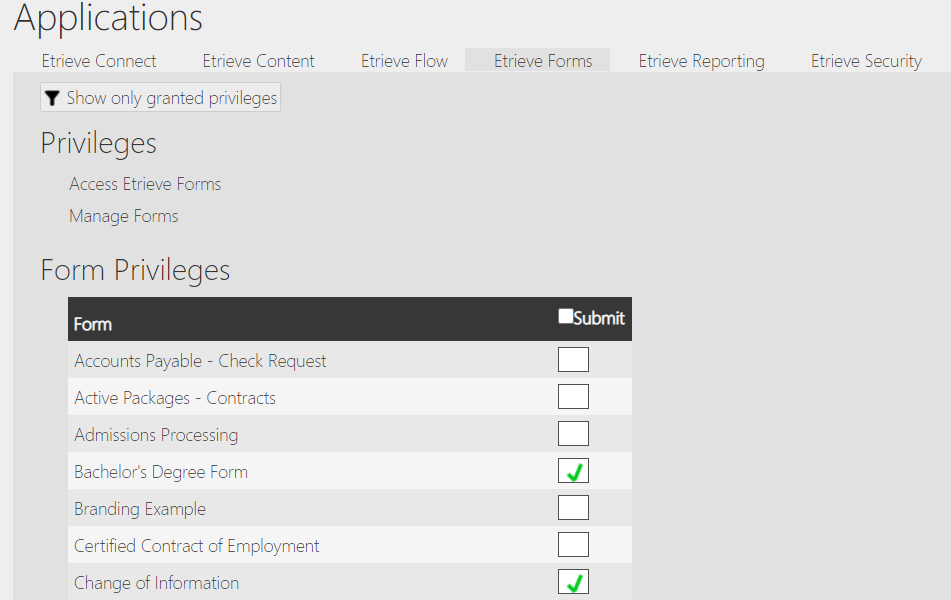 Applications
Etrieve Connect Etrieve Content Etrieve Flow Etrieve Forms Etrieve Reporting Etrieve Security
Show only granted privileges
Privileges
Access Etrieve Forms
Manage Forms
Form Privileges
Form Submit
Accounts Payable - Check Request
Active Packages - Contracts
Admissions Processing
Bachelor's Degree Form
Branding Example
Certified Contract of Employment
Change of Information